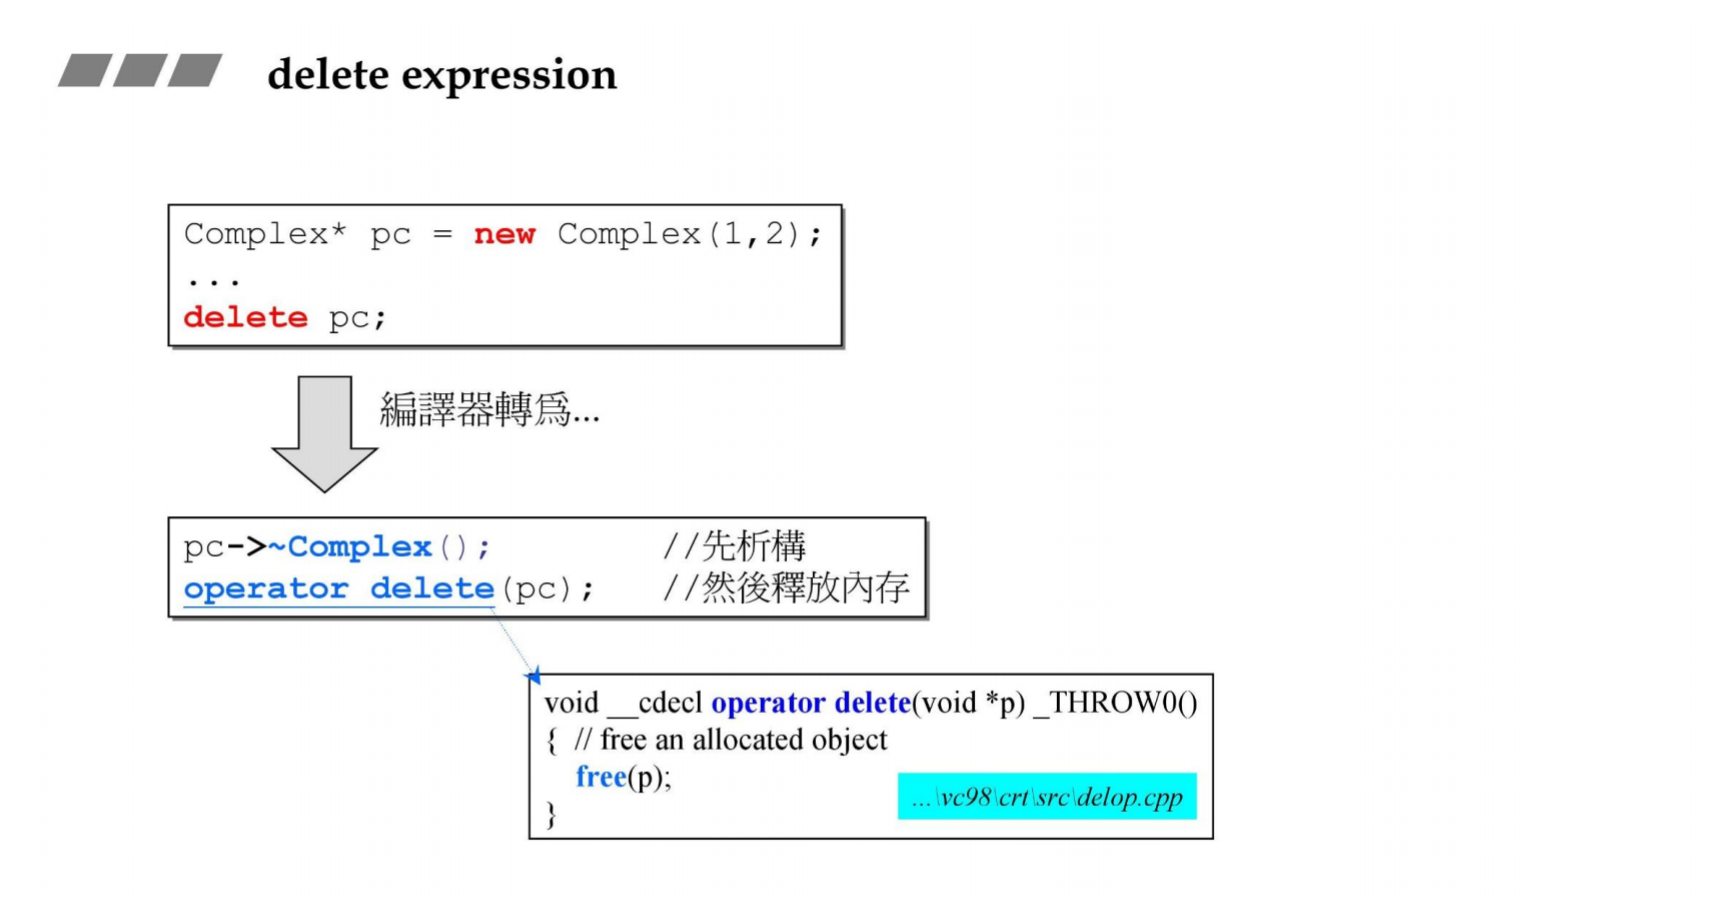 delete expression
Complex* pc = new Complex(1,2);
...
delete pc;
編譯器轉爲...
pc->~Complex(); //先析構
operator delete(pc); //然後釋放內存
void __cdecl operator delete(void *p) _THROW0()
{ // free an allocated object
free(p);
...\vc98\crt\src\delop.cpp
}